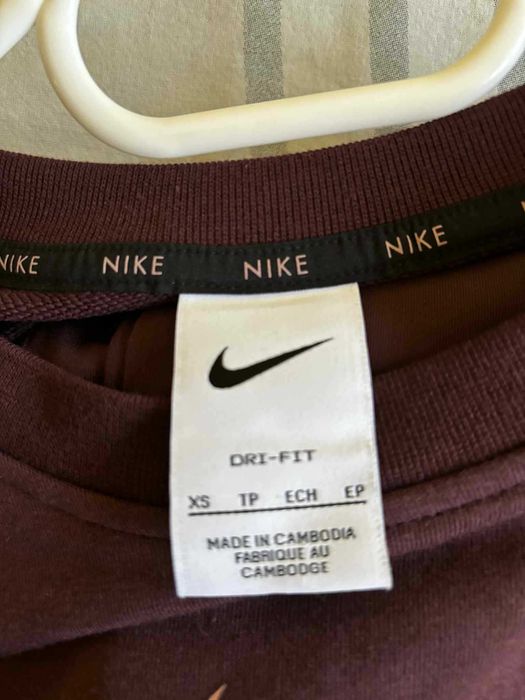 NIKE NIKE NIKE NIKE
DRI-FIT
XS TP ECH EP
MADE IN CAMBODIA
FABRIQUE AU
CAMBODGE